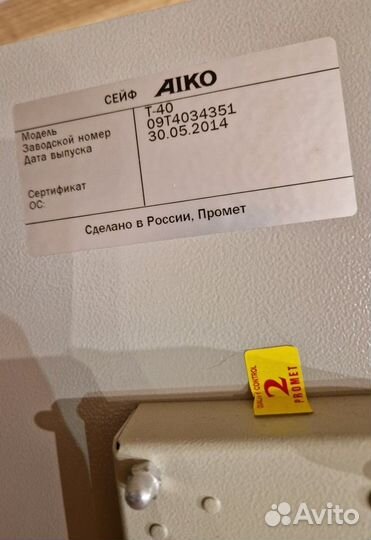 СЕЙФ AIKO
Модель T-40
Заводской номер 09T4034351
Дата выпуска 30.05.2014
Сертификат
ОС:
Сделано в России, Промет
QUALITY CONTROL
2
PROMET
Avito